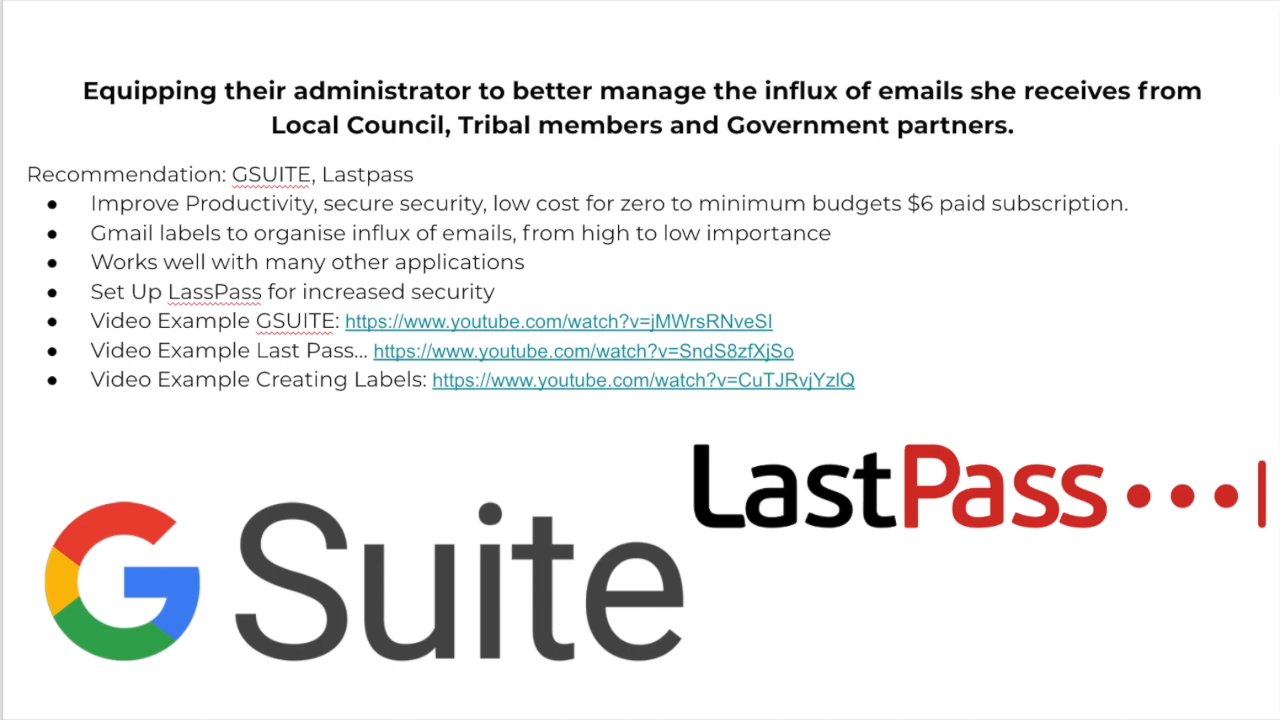 Equipping their administrator to better manage the influx of emails she receives from
Local Council, Tribal members and Government partners.
Recommendation: GSUITE, Lastpass
● Improve Productivity, secure security, low cost for zero to minimum budgets $6 paid subscription.
● Gmail labels to organise influx of emails, from high to low importance
● Works well with many other applications
● Set Up LassPass for increased security
● Video Example GSUITE: https://www.youtube.com/watch?v=jMWrsRNveSI
● Video Example Last Pass... https://www.youtube.com/watch?v=SndS8zfXjSo
● Video Example Creating Labels: https://www.youtube.com/watch?v=CuTJRvjYzlQ
LastPass•••|
G Suite